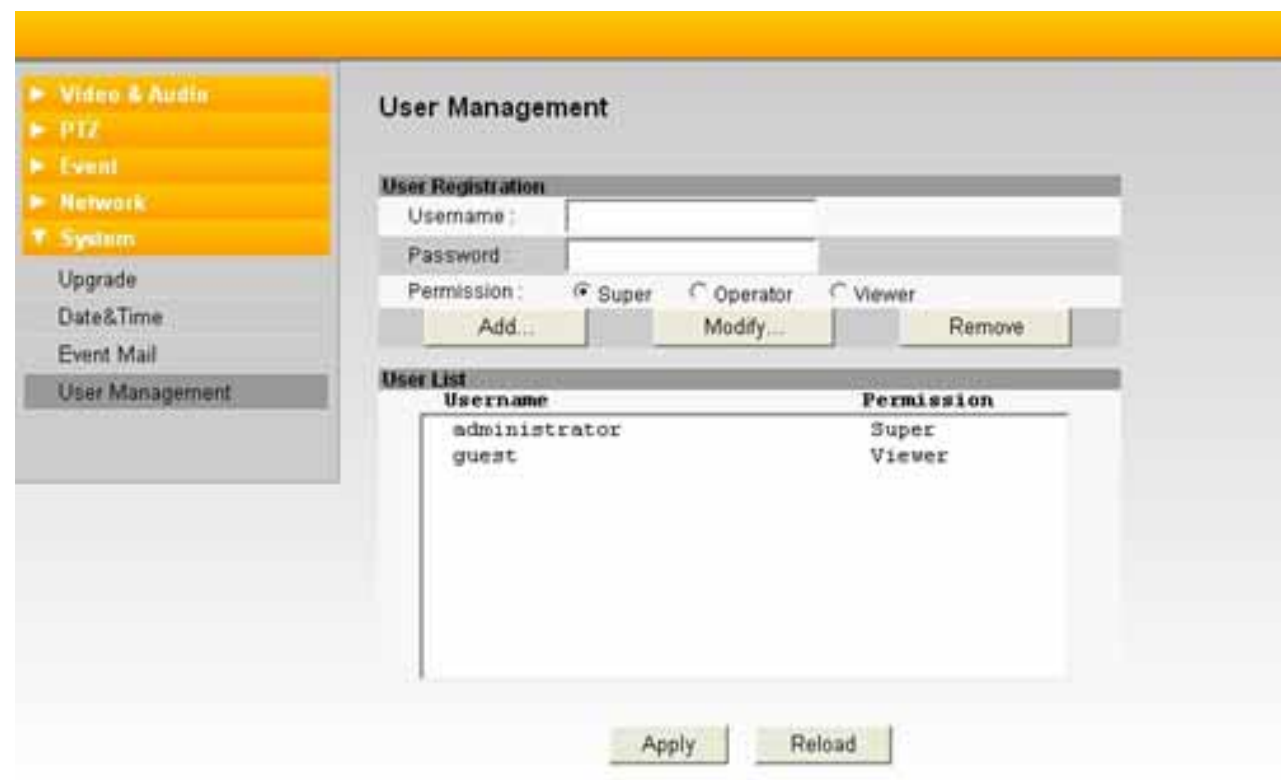 Video & Audio
PTZ
Event
Network
System
Upgrade
Date&Time
Event Mail
User Management
User Management
User Registration
Username :
Password :
Permission : Super Operator Viewer
Add... Modify... Remove
User List
Username Permission
administrator Super
guest Viewer
Apply Reload